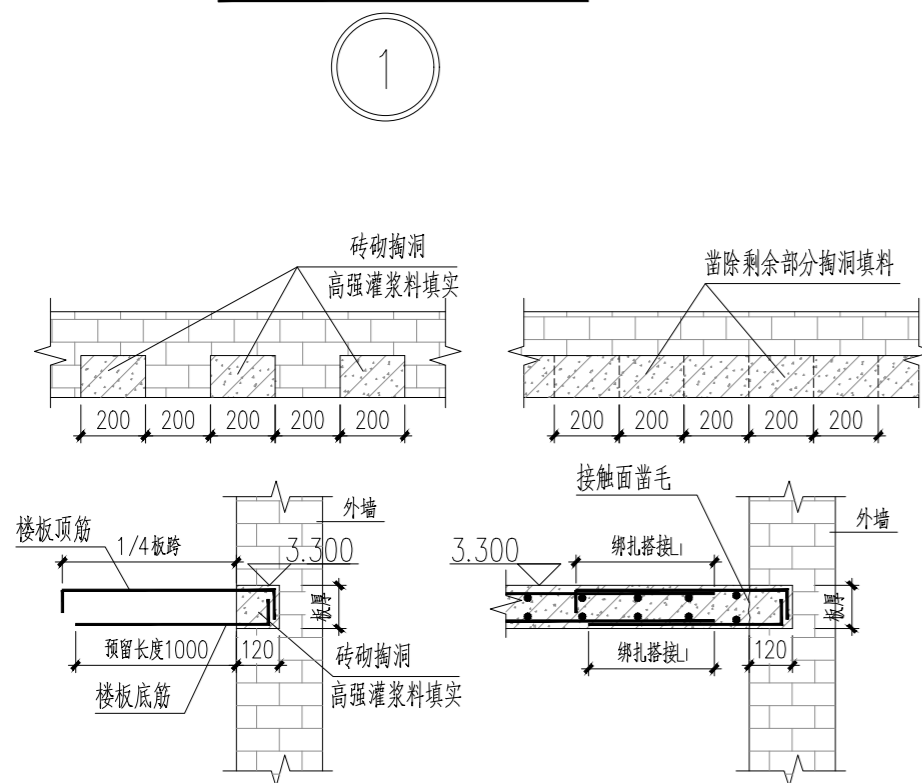 1
砖砌掏洞
高强灌浆料填实
凿除剩余部分掏洞填料
200 200 200 200 200
200 200 200 200 200
接触面凿毛
外墙
外墙
楼板顶筋
1/4板跨
3.300
3.300
绑扎搭接Ll
板厚
板厚
预留长度1000
120
砖砌掏洞
绑扎搭接Ll
120
楼板底筋
高强灌浆料填实